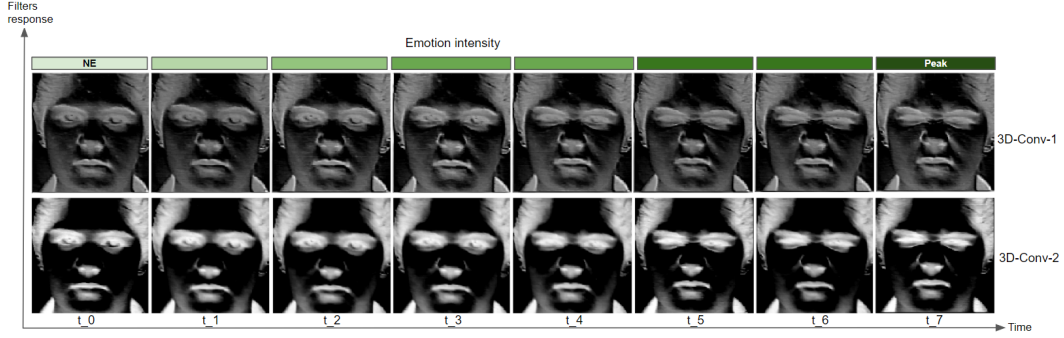 Filters
response
Emotion intensity
NE
Peak
3D-Conv-1
3D-Conv-2
t_0
t_1
t_2
t_3
t_4
t_5
t_6
t_7
Time